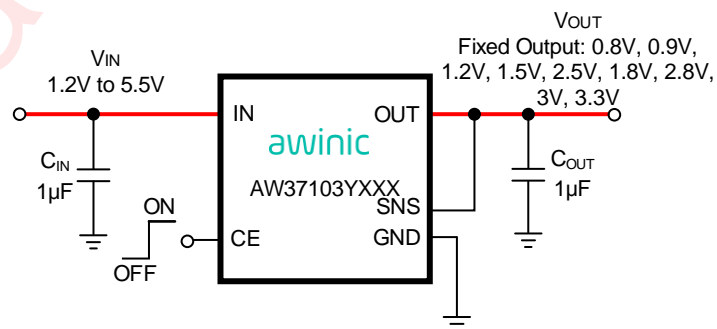 VOUT
Fixed Output: 0.8V, 0.9V,
1.2V, 1.5V, 2.5V, 1.8V, 2.8V,
3V, 3.3V
VIN
1.2V to 5.5V
IN
OUT
awinic
AW37103YXXX
SNS
GND
CE
CIN
1µF
COUT
1µF
ON
OFF